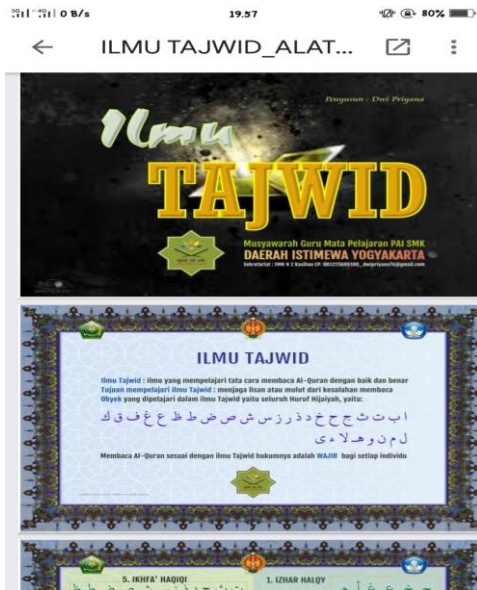 0 B/s 19.57 80%
ILMU TAJWID_ALAT...
Penyusun : Dwi Priyana
Ilmu
TAJWID
Musyawarah Guru Mata Pelajaran PAI SMK
DAERAH ISTIMEWA YOGYAKARTA
ILMU TAJWID
Ilmu Tajwid : ilmu yang mempelajari tata cara membaca Al-Quran dengan baik dan benar
Tujuan mempelajari ilmu Tajwid : menjaga lisan atau mulut dari kesalahan membaca
Obyek yang dipelajari dalam ilmu Tajwid yaitu seluruh Huruf Hijaiyah, yaitu:
ا ب ت ث ج ح خ د ذ ر ز س ش ص ض ط ظ ع غ ف ق ك
ل م ن و هـ لا ء ى
Membaca Al-Quran sesuai dengan ilmu Tajwid hukumnya adalah WAJIB bagi setiap individu
5. IKHFA' HAQIQI
1. IZHAR HALQY